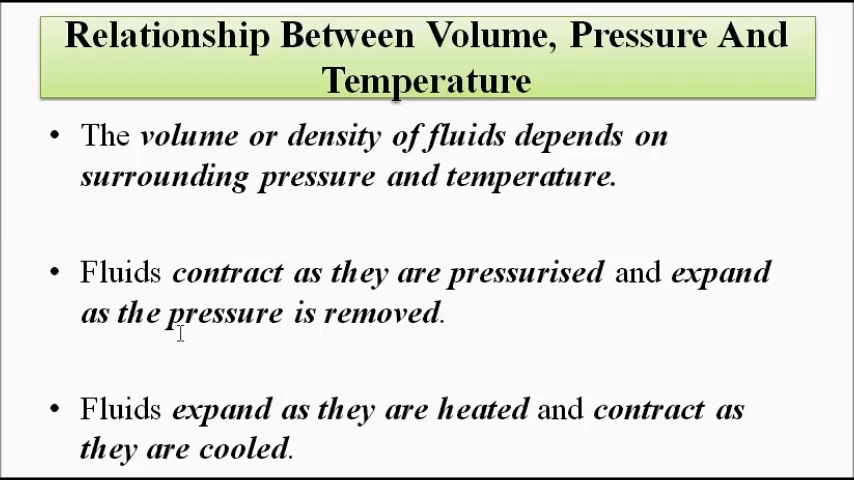 Relationship Between Volume, Pressure And
Temperature
• The volume or density of fluids depends on
surrounding pressure and temperature.
• Fluids contract as they are pressurised and expand
as the pressure is removed.
• Fluids expand as they are heated and contract as
they are cooled.